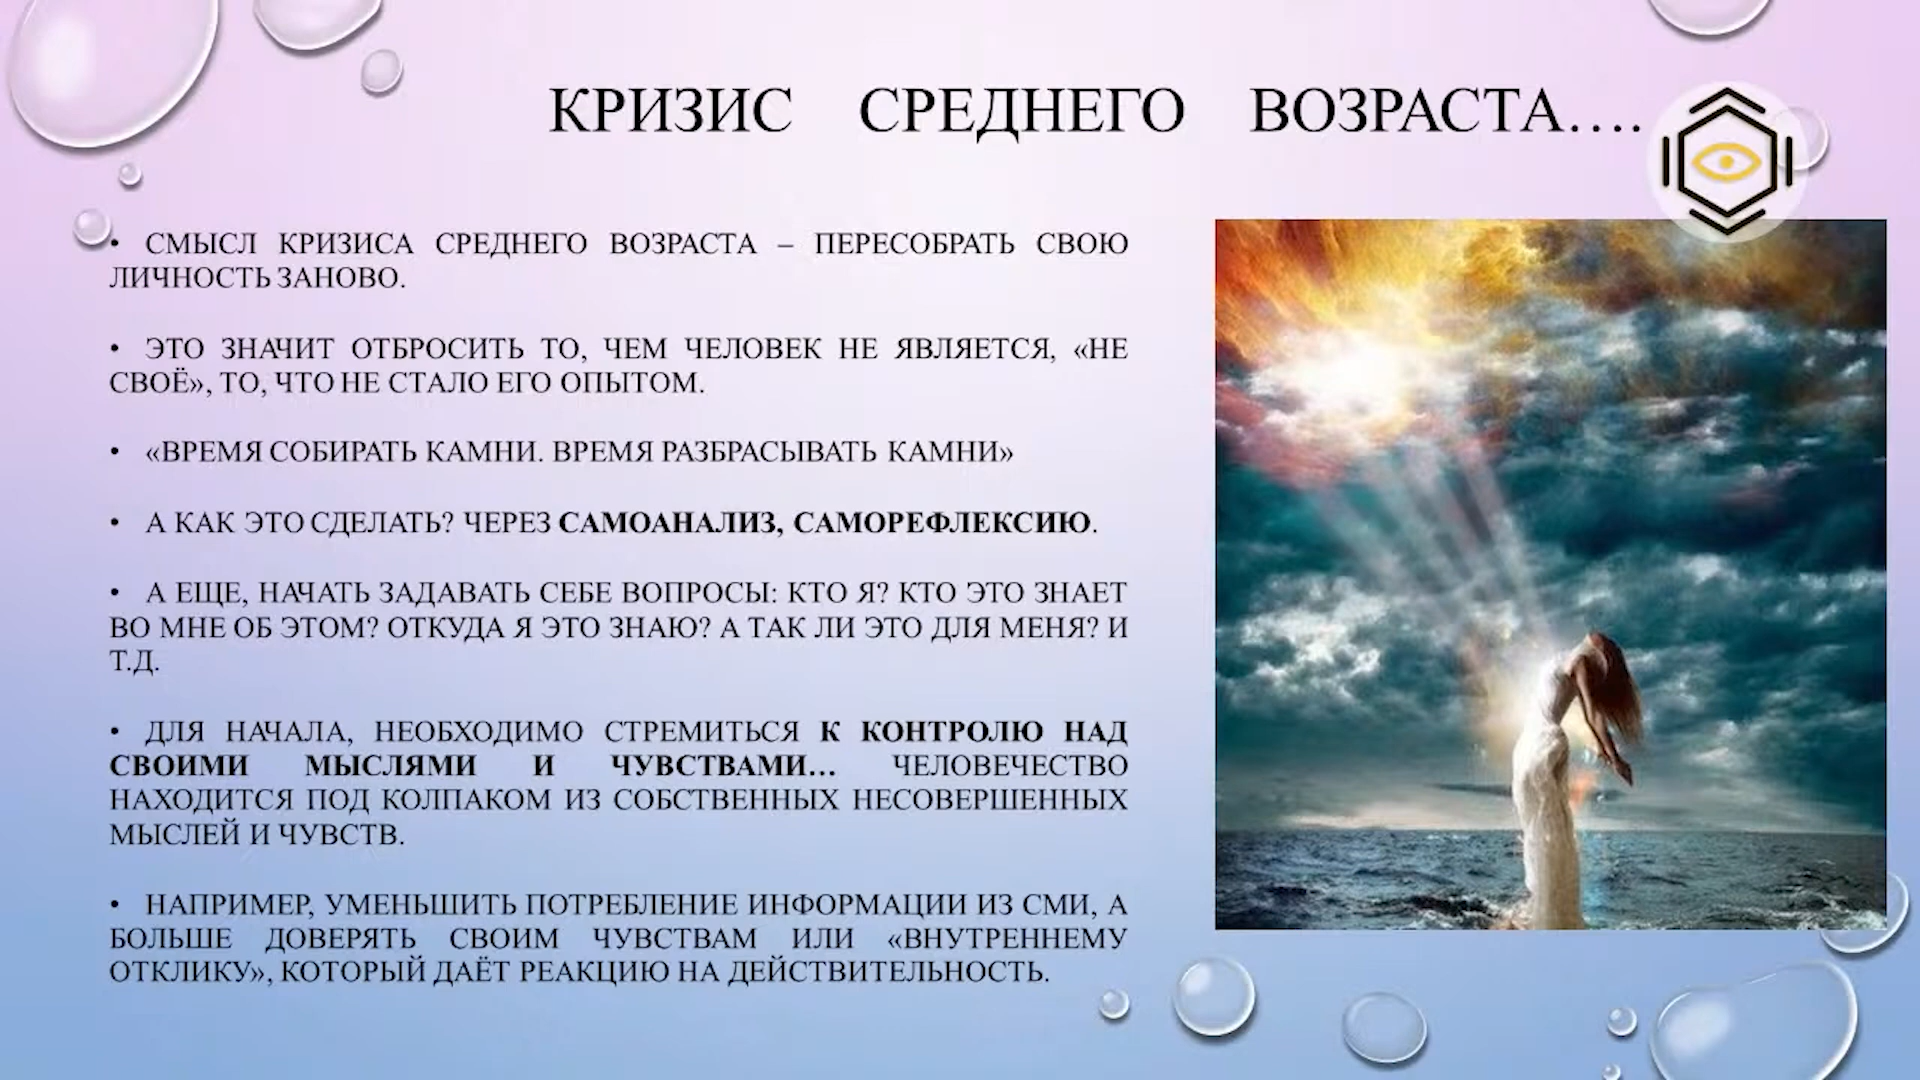 КРИЗИС СРЕДНЕГО ВОЗРАСТА….
• СМЫСЛ КРИЗИСА СРЕДНЕГО ВОЗРАСТА – ПЕРЕСОБРАТЬ СВОЮ
ЛИЧНОСТЬ ЗАНОВО.
• ЭТО ЗНАЧИТ ОТБРОСИТЬ ТО, ЧЕМ ЧЕЛОВЕК НЕ ЯВЛЯЕТСЯ, «НЕ
СВОЁ», ТО, ЧТО НЕ СТАЛО ЕГО ОПЫТОМ.
• «ВРЕМЯ СОБИРАТЬ КАМНИ. ВРЕМЯ РАЗБРАСЫВАТЬ КАМНИ»
• А КАК ЭТО СДЕЛАТЬ? ЧЕРЕЗ САМОАНАЛИЗ, САМОРЕФЛЕКСИЮ.
• А ЕЩЕ, НАЧАТЬ ЗАДАВАТЬ СЕБЕ ВОПРОСЫ: КТО Я? КТО ЭТО ЗНАЕТ
ВО МНЕ ОБ ЭТОМ? ОТКУДА Я ЭТО ЗНАЮ? А ТАК ЛИ ЭТО ДЛЯ МЕНЯ? И
Т.Д.
• ДЛЯ НАЧАЛА, НЕОБХОДИМО СТРЕМИТЬСЯ К КОНТРОЛЮ НАД
СВОИМИ МЫСЛЯМИ И ЧУВСТВАМИ… ЧЕЛОВЕЧЕСТВО
НАХОДИТСЯ ПОД КОЛПАКОМ ИЗ СОБСТВЕННЫХ НЕСОВЕРШЕННЫХ
МЫСЛЕЙ И ЧУВСТВ.
• НАПРИМЕР, УМЕНЬШИТЬ ПОТРЕБЛЕНИЕ ИНФОРМАЦИИ ИЗ СМИ, А
БОЛЬШЕ ДОВЕРЯТЬ СВОИМ ЧУВСТВАМ ИЛИ «ВНУТРЕННЕМУ
ОТКЛИКУ», КОТОРЫЙ ДАЁТ РЕАКЦИЮ НА ДЕЙСТВИТЕЛЬНОСТЬ.